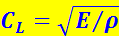 C_L = √(E/ρ)